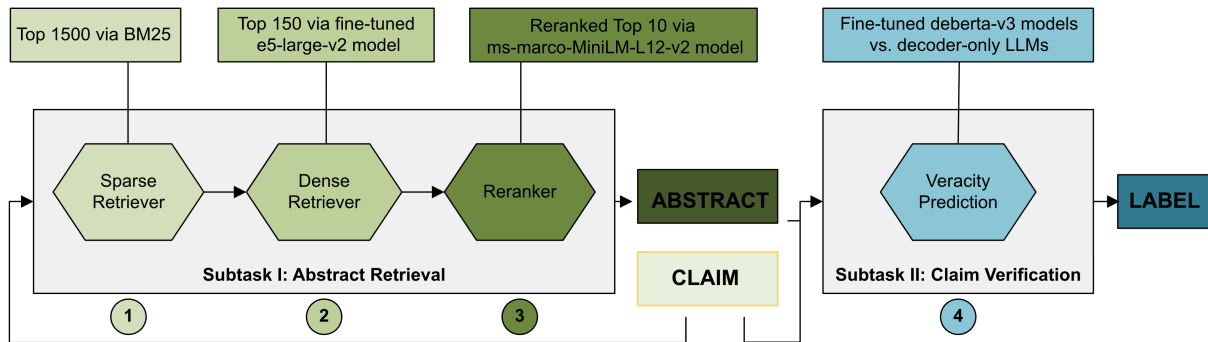 Top 1500 via BM25
Top 150 via fine-tuned
e5-large-v2 model
Reranked Top 10 via
ms-marco-MiniLM-L12-v2 model
Fine-tuned deberta-v3 models
vs. decoder-only LLMs
Sparse
Retriever
Dense
Retriever
Reranker
ABSTRACT
Veracity
Prediction
LABEL
Subtask I: Abstract Retrieval
CLAIM
Subtask II: Claim Verification
1
2
3
4